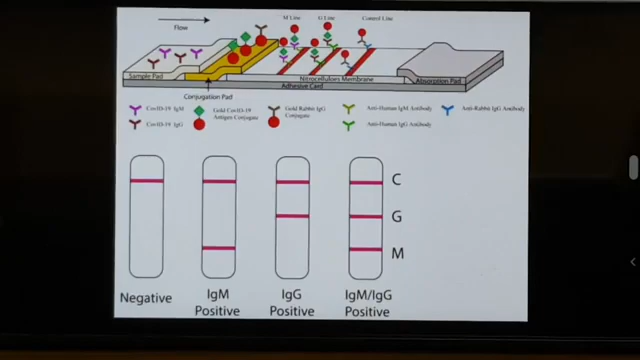 Flow
M Line
G Line
Control Line
Sample Pad
Nitrocelluloes Membrane
Adhesive Card
Absorption Pad
Conjugation Pad
CovID-19 IgM
CovID-19 IgG
Gold CovID-19
Antigen Conjugate
Gold Rabbit IgG
Conjugate
Anti-Human IgM Antibody
Anti-Human IgG Antibody
Anti-Rabbit IgG Antibody
C
G
M
Negative
IgM
Positive
IgG
Positive
IgM/IgG
Positive